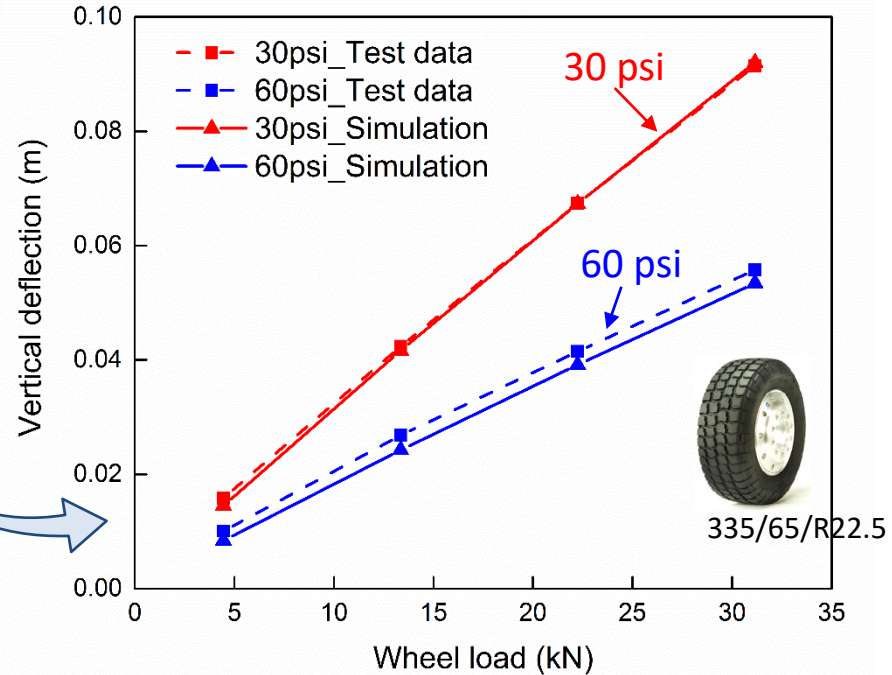 0.10
0.08
0.06
0.04
0.02
0.00
Vertical deflection (m)
30psi_Test data
60psi_Test data
30psi_Simulation
60psi_Simulation
30 psi
60 psi
335/65/R22.5
0 5 10 15 20 25 30 35
Wheel load (kN)